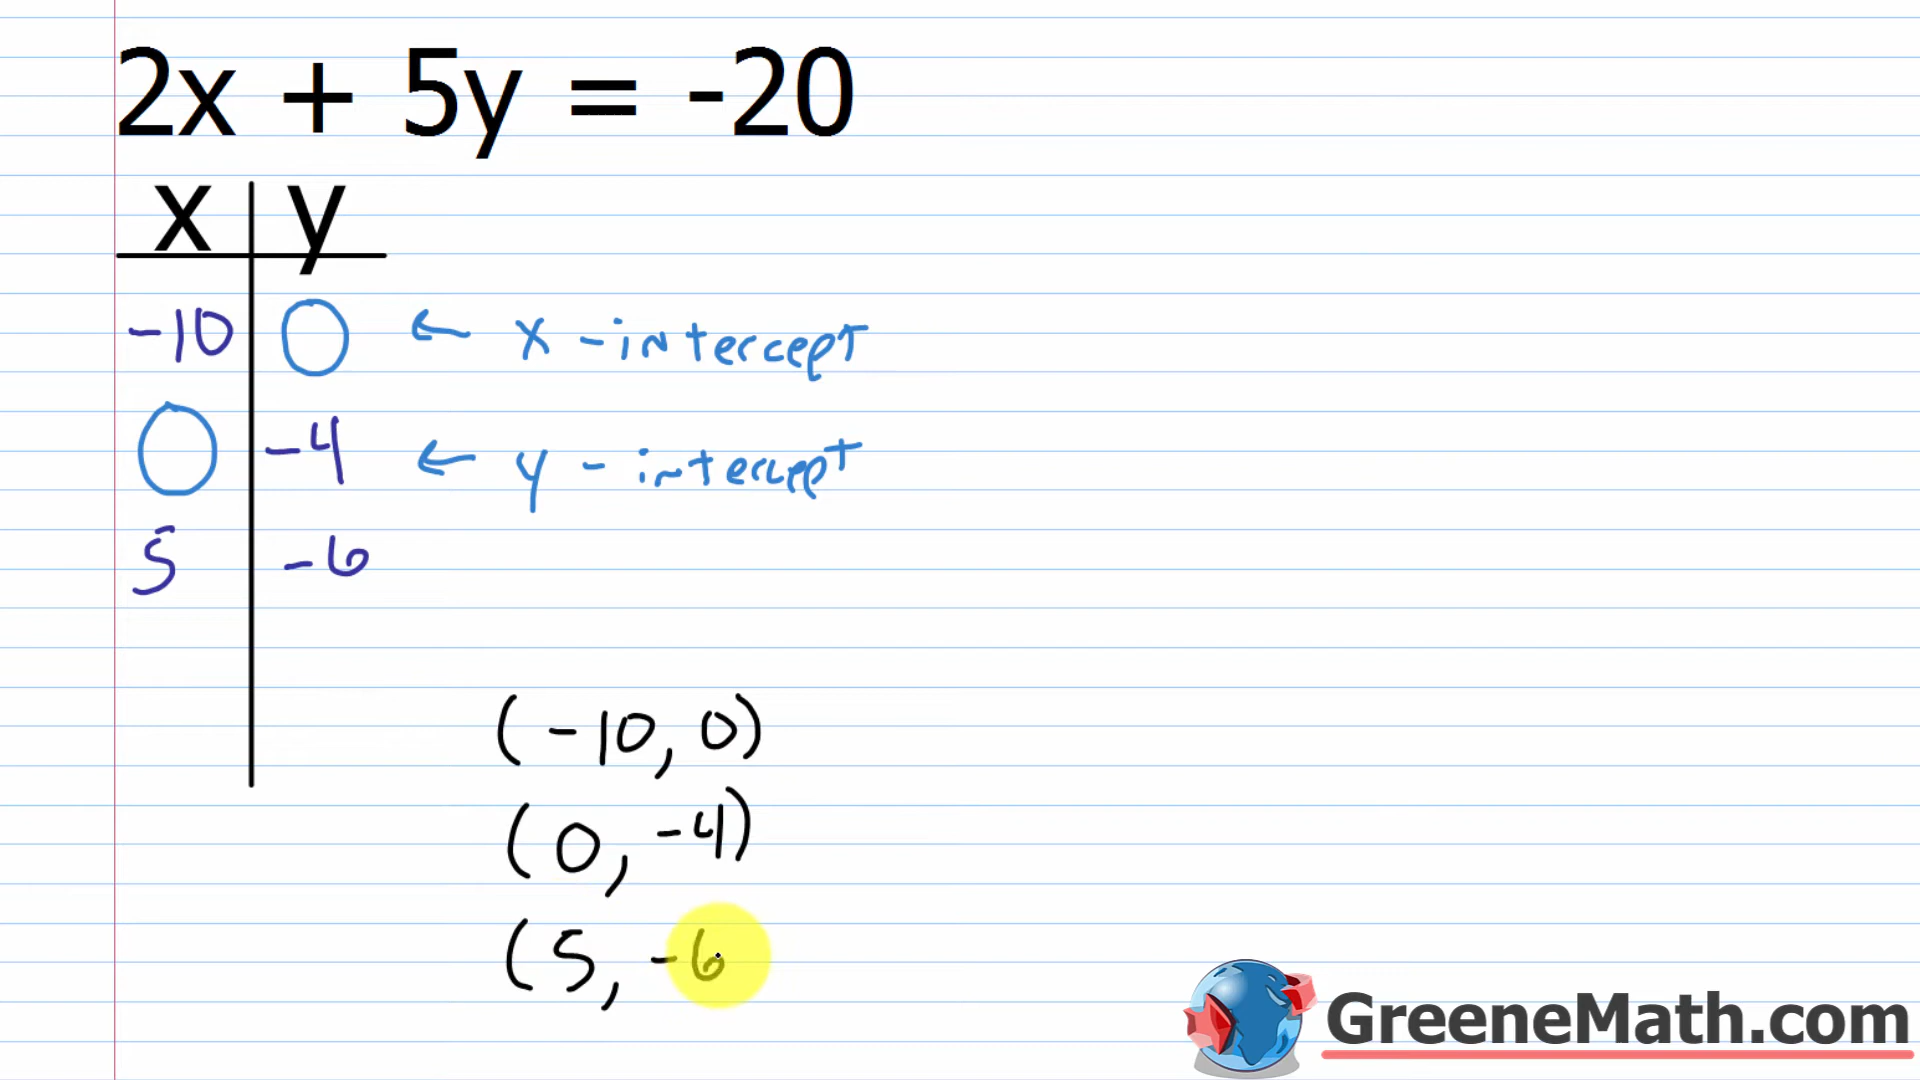 2x + 5y = -20
x y
-10 0 ← x - intercept
0 -4 ← y - intercept
5 -6
(-10, 0)
(0, -4)
(5, -6
GreeneMath.com